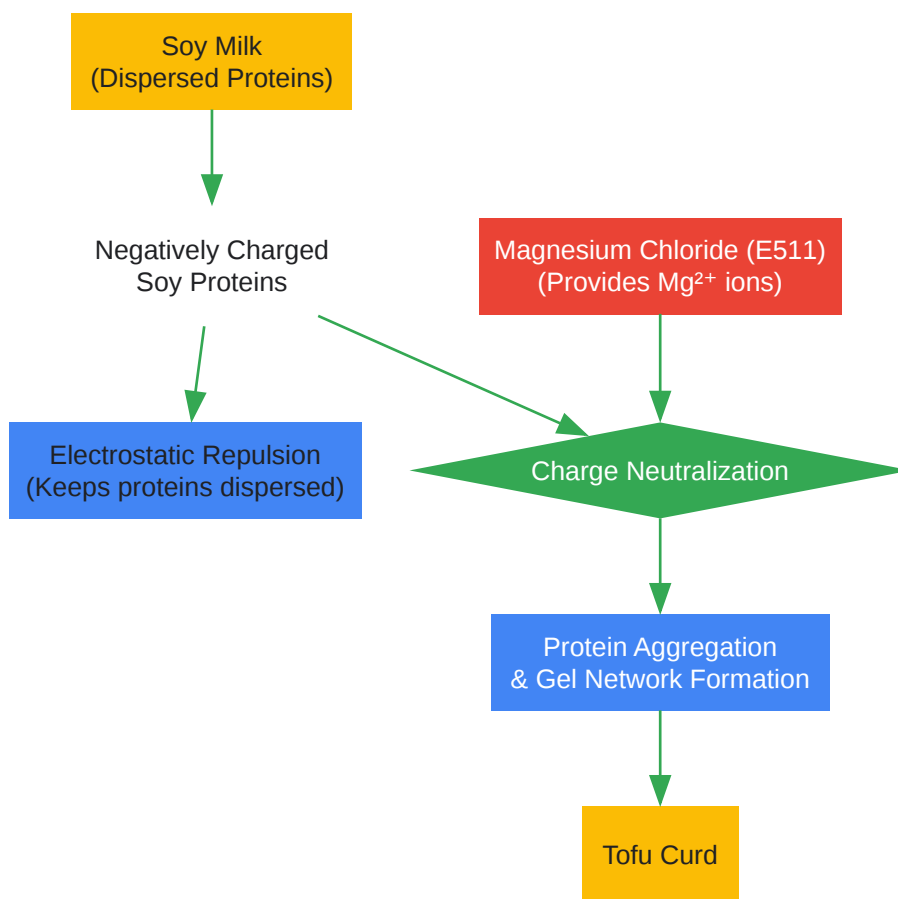 Soy Milk
(Dispersed Proteins)
Negatively Charged
Soy Proteins
Magnesium Chloride (E511)
(Provides Mg²⁺ ions)
Electrostatic Repulsion
(Keeps proteins dispersed)
Charge Neutralization
Protein Aggregation
& Gel Network Formation
Tofu Curd